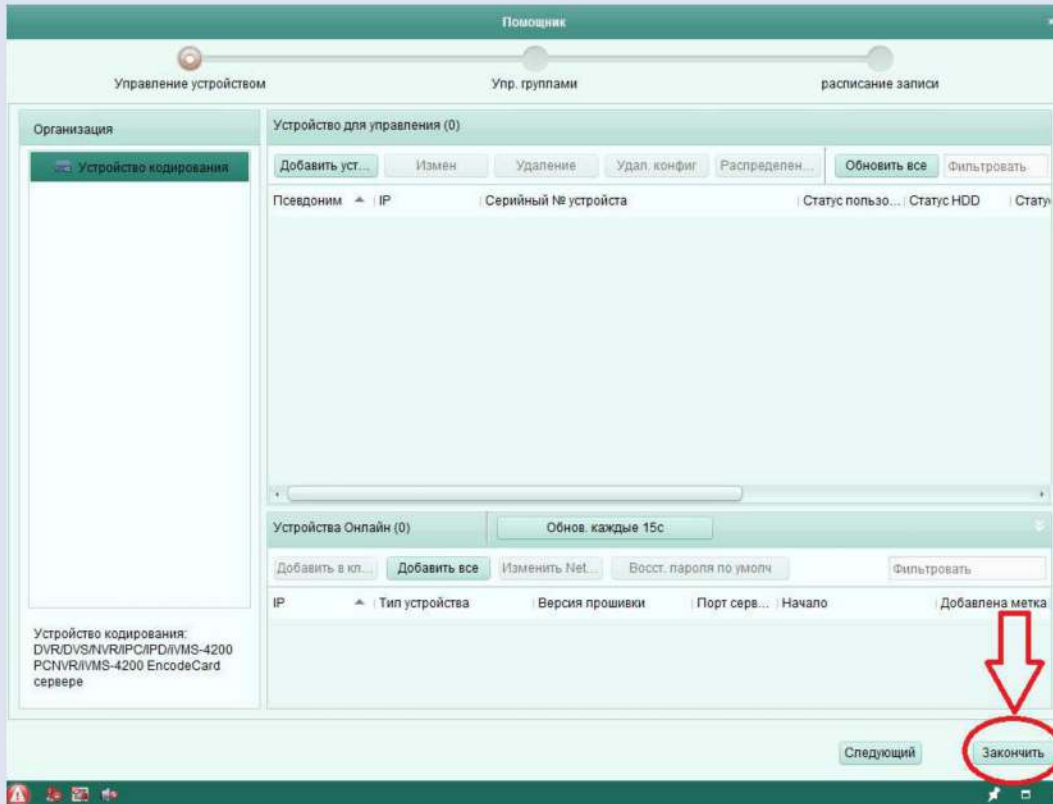 Помощник
Управление устройством
Упр. группами
расписание записи
Организация
Устройство кодирования
Устройство кодирования:
DVR/DVS/NVR/IPC/IPD/iVMS-4200
PCNVR/iVMS-4200 EncodeCard
сервере
Устройство для управления (0)
Добавить уст... Измен Удаление Удал. конфиг Распределен... Обновить все Фильтровать
Псевдоним IP Серийный № устройста Статус пользо... Статус HDD Стату
Устройства Онлайн (0) Обнов. каждые 15с
Добавить в кл... Добавить все Изменить Net... Восст. пароля по умолч Фильтровать
IP Тип устройства Версия прошивки Порт серв... Начало Добавлена метка
Следующий Закончить